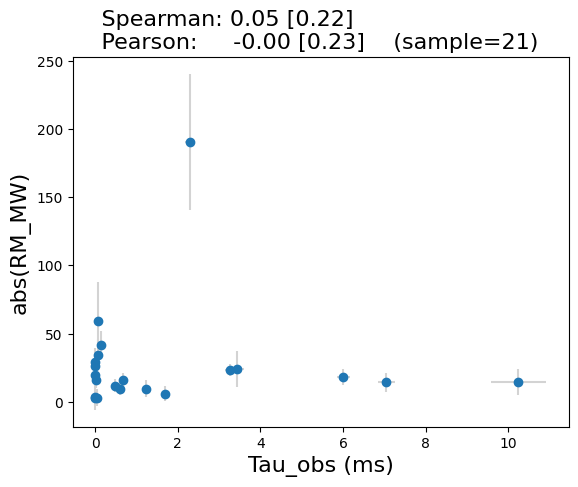 Spearman: 0.05 [0.22]
Pearson: -0.00 [0.23] (sample=21)
250
200
150
100
50
0
abs(RM_MW)
0 2 4 6 8 10
Tau_obs (ms)